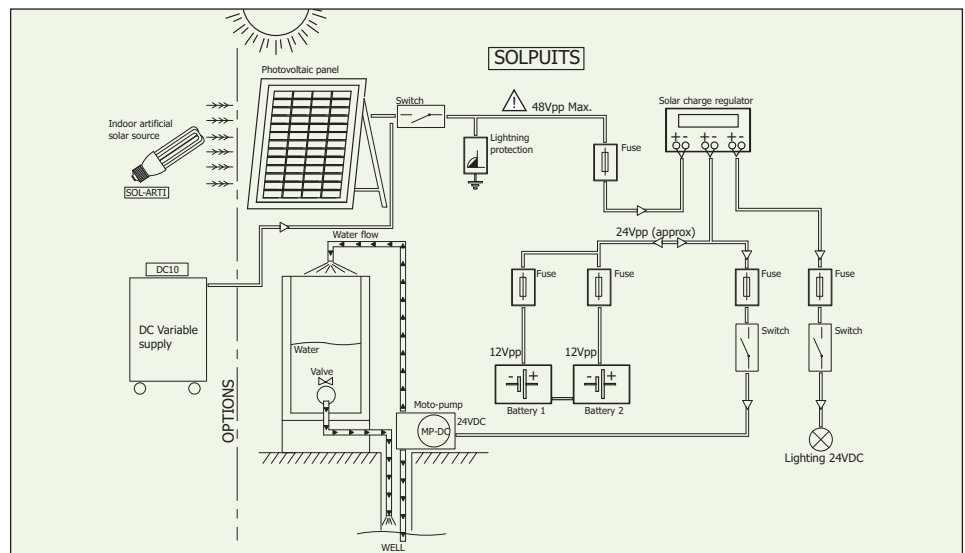 SOLPUITS
Photovoltaic panel
Switch
48Vpp Max.
Solar charge regulator
Indoor artificial
solar source
SOL-ARTI
Lightning
protection
Fuse
+- +- +-
Water flow
24Vpp (approx)
DC10
DC Variable
supply
Fuse
Fuse
Fuse
Fuse
Water
Valve
12Vpp
12Vpp
Switch
Switch
- +
- +
Battery 1
Battery 2
OPTIONS
Moto-pump
24VDC
MP-DC
Lighting 24VDC
WELL